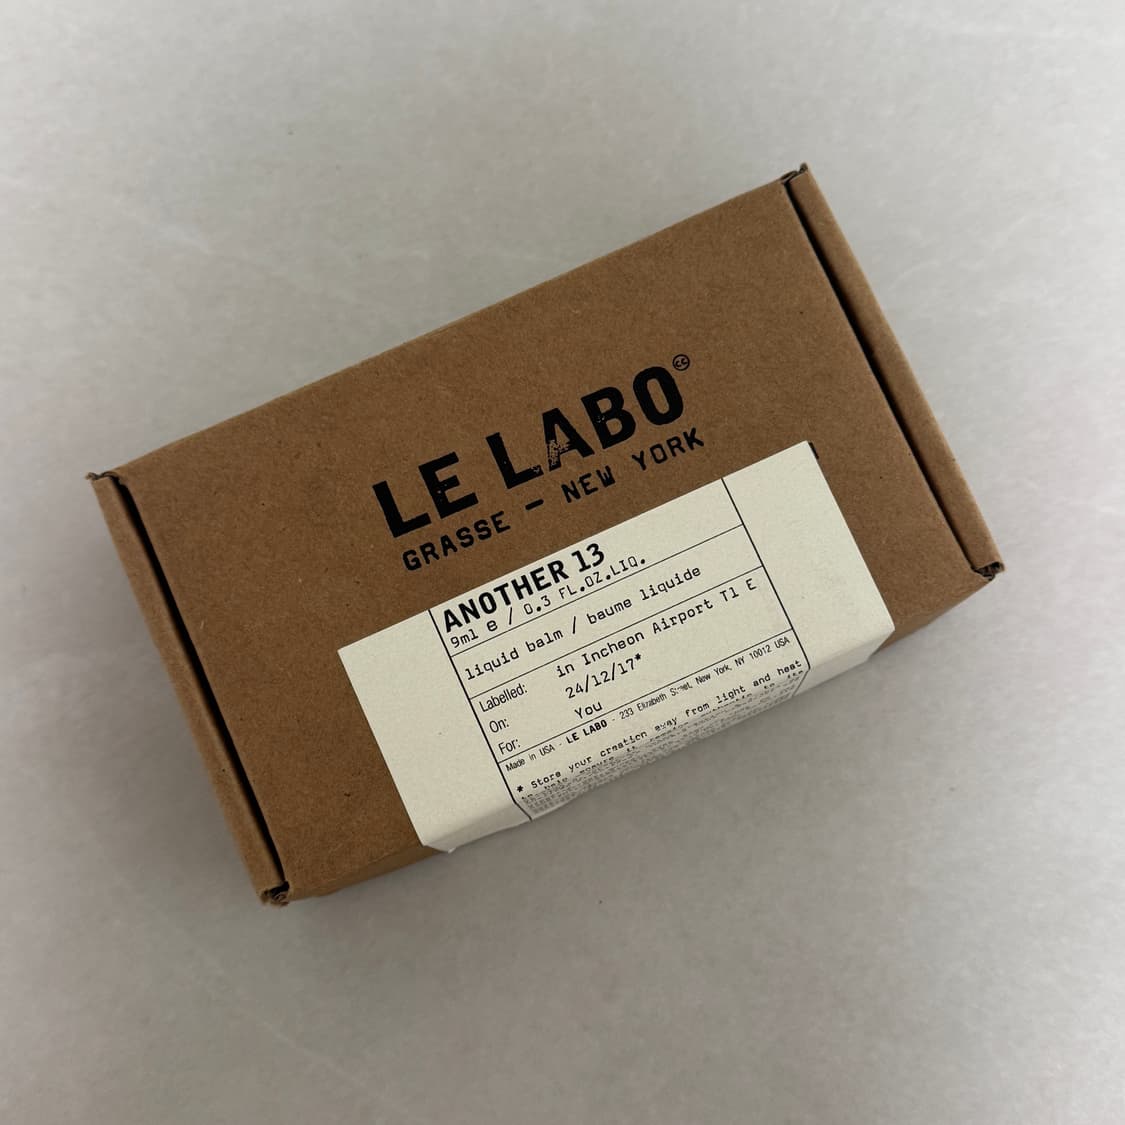 LE LABO
GRASSE – NEW YORK
ANOTHER 13
9ml e / 0.3 FL.OZ.LIQ.
liquid balm / baume liquide
Labelled: in Incheon Airport T1 E
On: 24/12/17*
For: You
Made in USA - LE LABO - 233 Elizabeth Street, New York, NY 10012 USA
* Store your creation away from light and heat